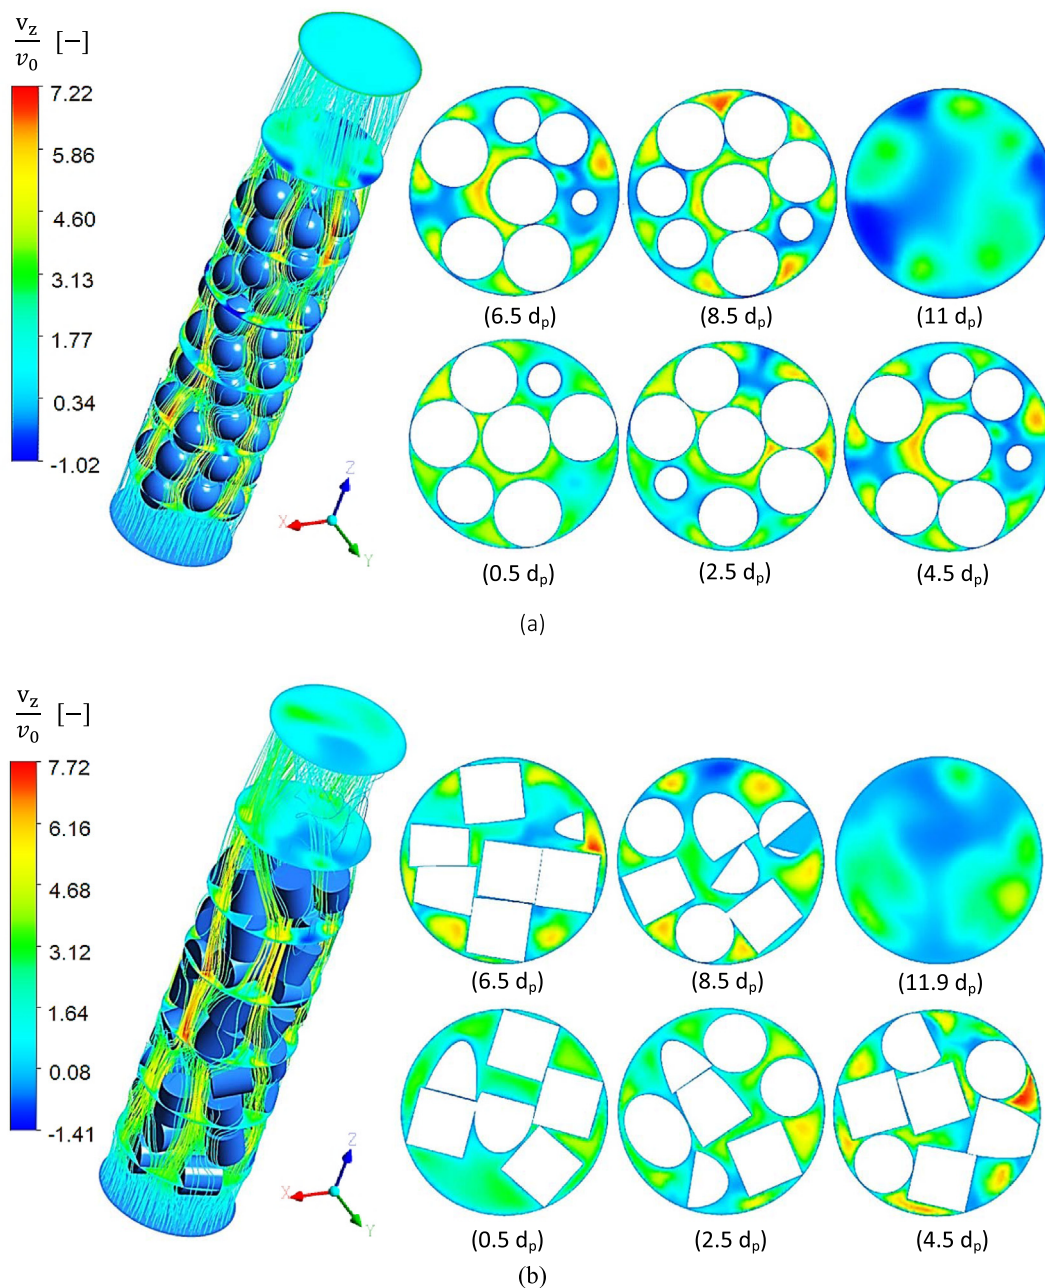 v_z
v_0 [−]
7.22
5.86
4.60
3.13
1.77
0.34
-1.02
Z
X
Y
(6.5 d_p) (8.5 d_p) (11 d_p)
(0.5 d_p) (2.5 d_p) (4.5 d_p)
(a)
v_z
v_0 [−]
7.72
6.16
4.68
3.12
1.64
0.08
-1.41
Z
X
Y
(6.5 d_p) (8.5 d_p) (11.9 d_p)
(0.5 d_p) (2.5 d_p) (4.5 d_p)
(b)